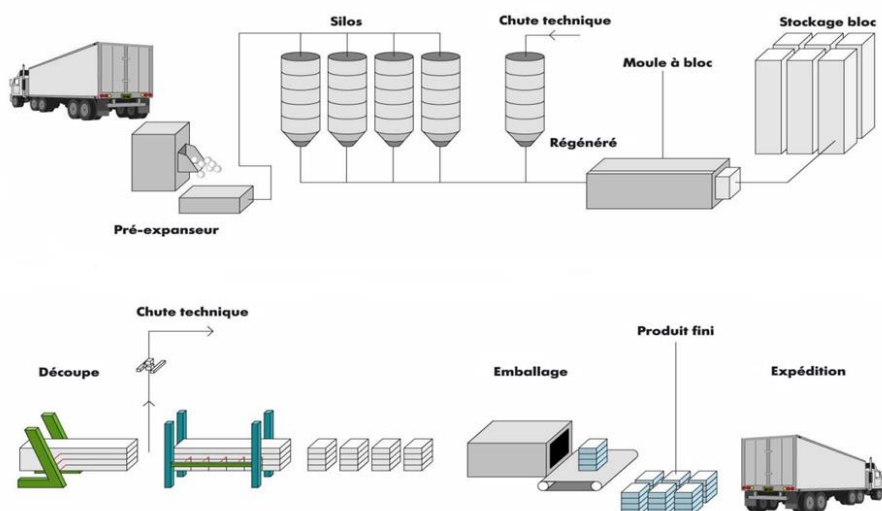 Silos
Chute technique
Stockage bloc
Moule à bloc
Régénéré
Pré-expanseur
Chute technique
Produit fini
Découpe
Emballage
Expédition